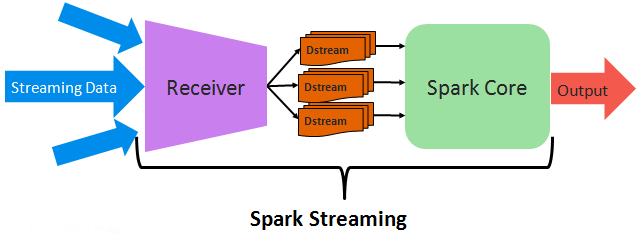 Streaming Data
Receiver
Dstream
Dstream
Dstream
Spark Core
Output
Spark Streaming